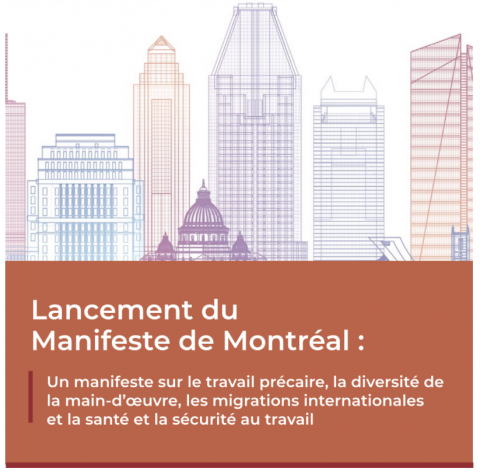 Lancement du
Manifeste de Montréal :
Un manifeste sur le travail précaire, la diversité de
la main-d'œuvre, les migrations internationales
et la santé et la sécurité au travail